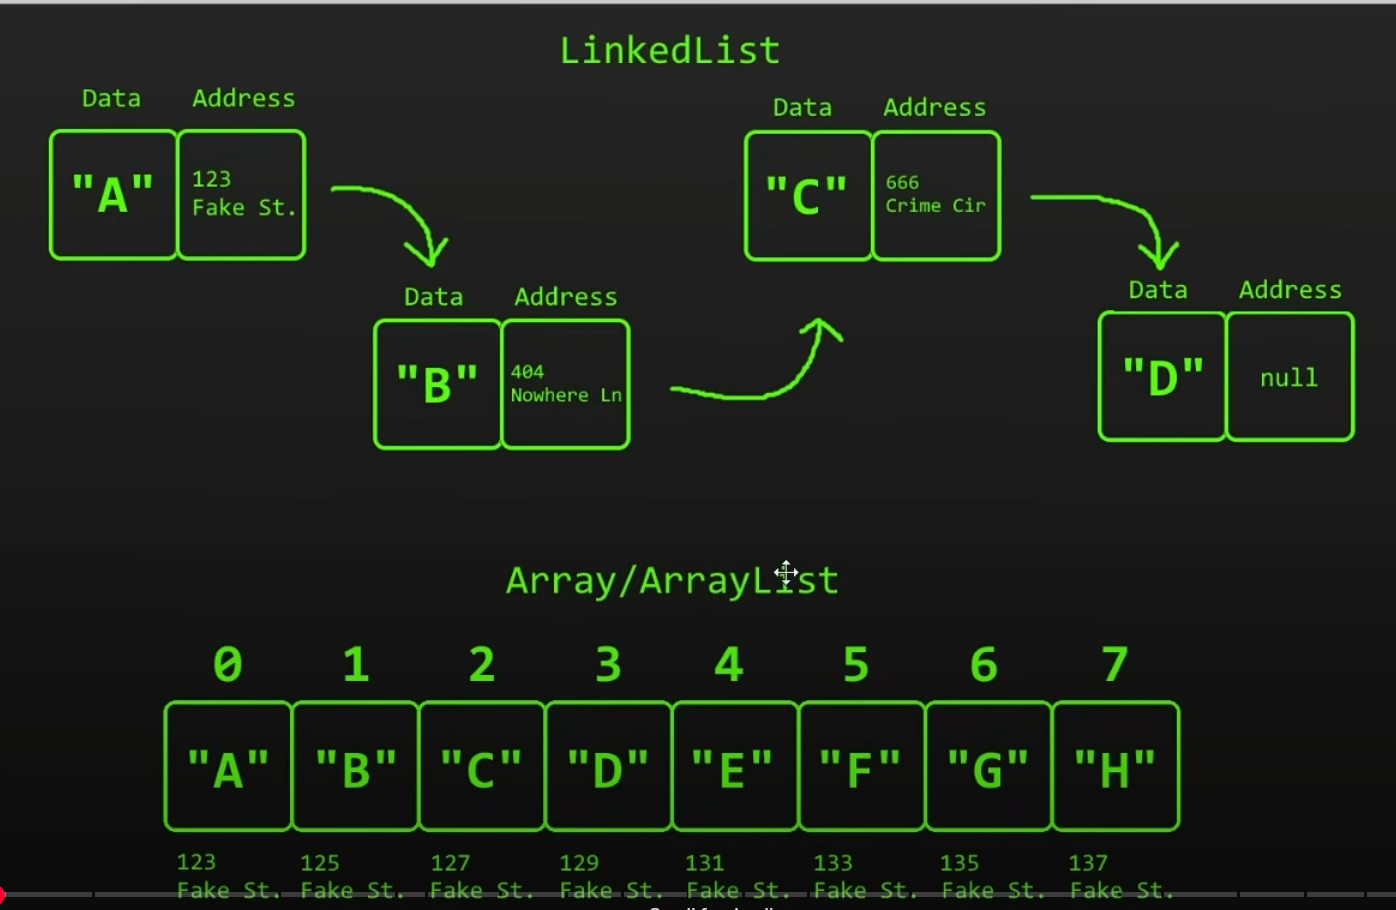 LinkedList
Data Address
"A" 123
Fake St.
Data Address
"B" 404
Nowhere Ln
Data Address
"C" 666
Crime Cir
Data Address
"D" null
Array/ArrayList
0 1 2 3 4 5 6 7
"A" "B" "C" "D" "E" "F" "G" "H"
123 125 127 129 131 133 135 137
Fake St. Fake St. Fake St. Fake St. Fake St. Fake St. Fake St. Fake St.